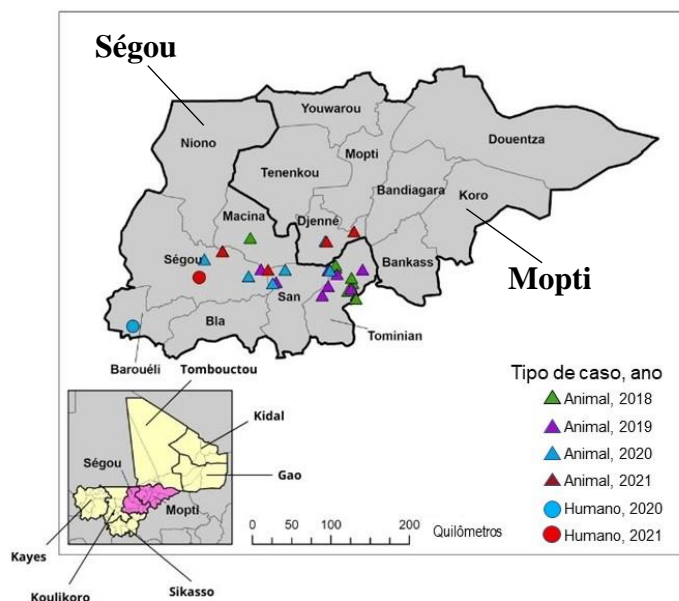 Ségou
Youwarou
Douentza
Niono
Mopti
Tenenkou
Bandiagara
Koro
Macina
Djenné
Ségou
Bankass
Mopti
San
Bla
Tominian
Barouéli
Tombouctou
Kidal
Ségou
Gao
Mopti
Kayes
Koulikoro
Sikasso
Tipo de caso, ano
Animal, 2018
Animal, 2019
Animal, 2020
Animal, 2021
Humano, 2020
Humano, 2021
0 25 50 100 150 200
Quilômetros